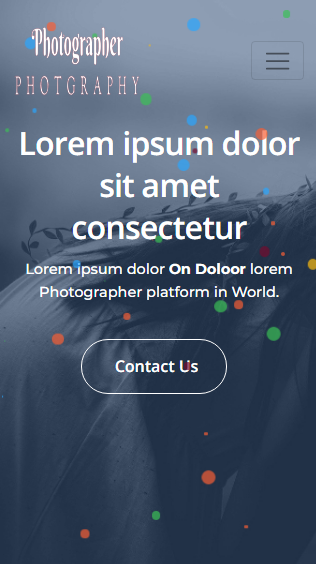 Photographer
PHOTGRAPHY
Lorem ipsum dolor
sit amet
consectetur
Lorem ipsum dolor On Doloor lorem
Photographer platform in World.
Contact Us